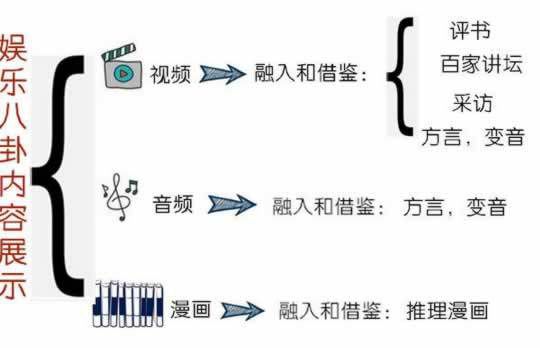 娱乐八卦内容展示
视频 融入和借鉴：
评书
百家讲坛
采访
方言，变音
音频 融入和借鉴： 方言，变音
漫画 融入和借鉴： 推理漫画